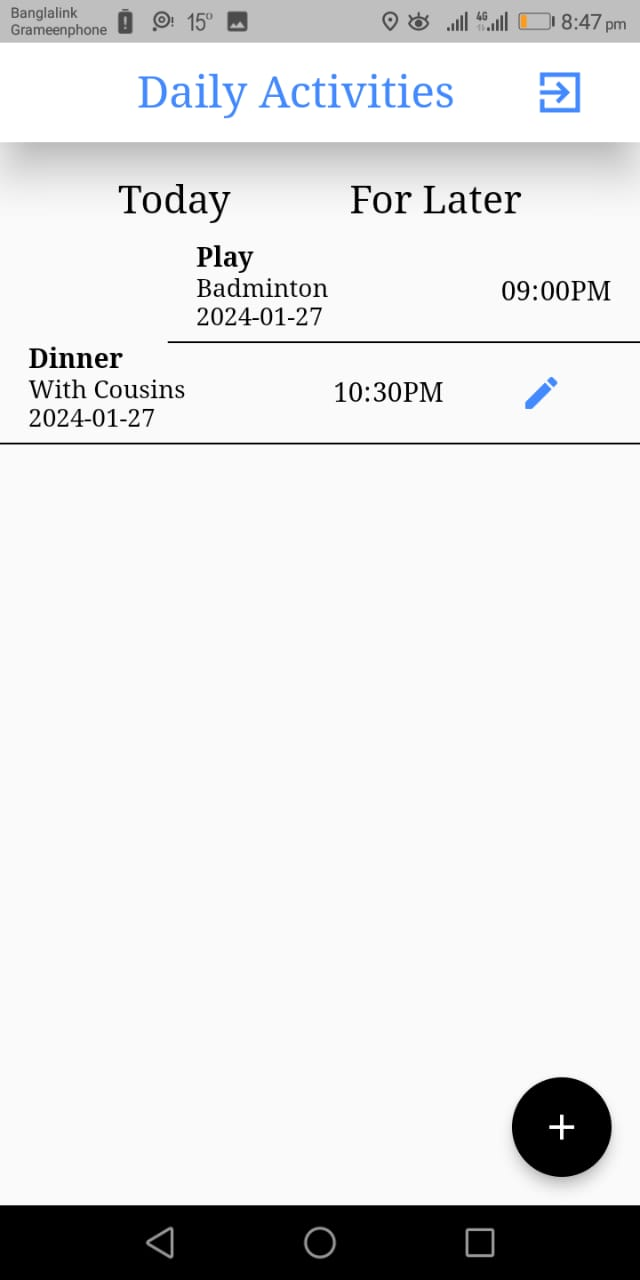 Banglalink
Grameenphone
15°
4G
8:47 pm
Daily Activities
Today
For Later
Play
Badminton
2024-01-27
09:00PM
Dinner
With Cousins
2024-01-27
10:30PM
+